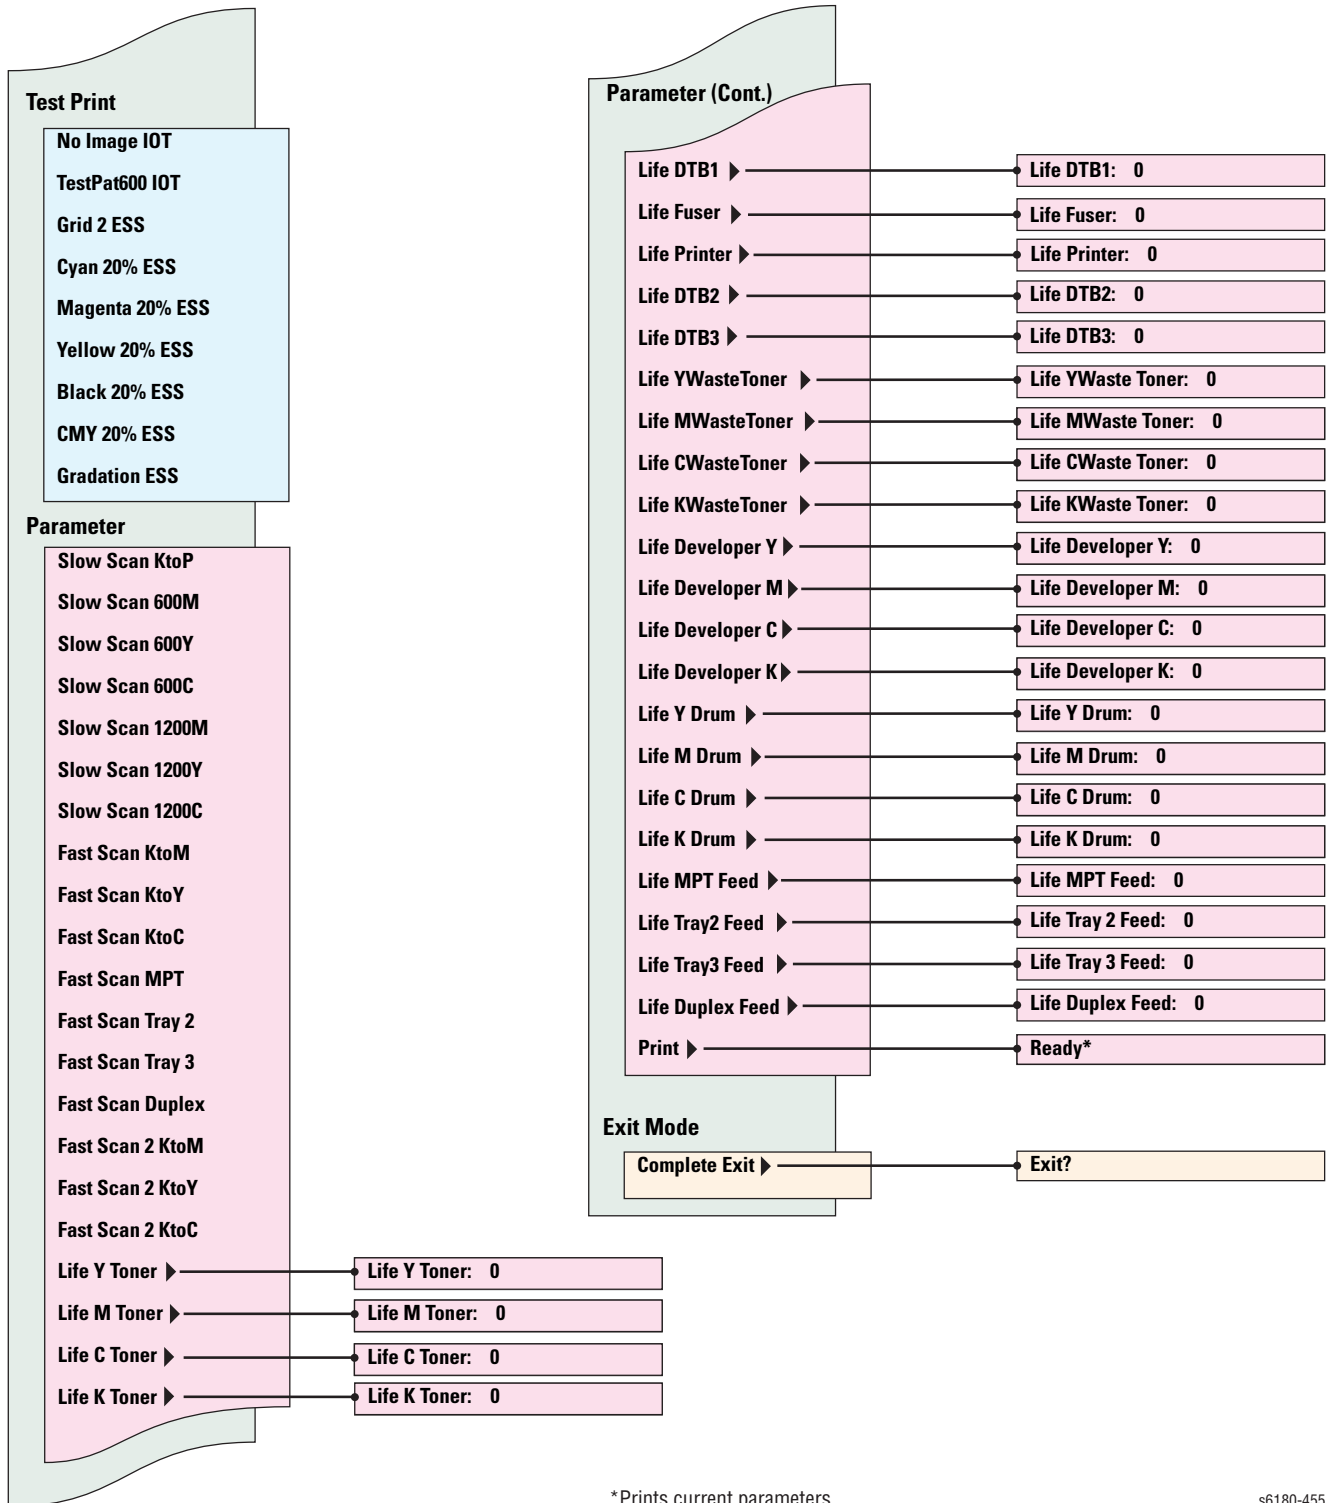 Test Print
No Image IOT
TestPat600 IOT
Grid 2 ESS
Cyan 20% ESS
Magenta 20% ESS
Yellow 20% ESS
Black 20% ESS
CMY 20% ESS
Gradation ESS
Parameter
Slow Scan KtoP
Slow Scan 600M
Slow Scan 600Y
Slow Scan 600C
Slow Scan 1200M
Slow Scan 1200Y
Slow Scan 1200C
Fast Scan KtoM
Fast Scan KtoY
Fast Scan KtoC
Fast Scan MPT
Fast Scan Tray 2
Fast Scan Tray 3
Fast Scan Duplex
Fast Scan 2 KtoM
Fast Scan 2 KtoY
Fast Scan 2 KtoC
Life Y Toner Life Y Toner: 0
Life M Toner Life M Toner: 0
Life C Toner Life C Toner: 0
Life K Toner Life K Toner: 0
Parameter (Cont.)
Life DTB1 Life DTB1: 0
Life Fuser Life Fuser: 0
Life Printer Life Printer: 0
Life DTB2 Life DTB2: 0
Life DTB3 Life DTB3: 0
Life YWasteToner Life YWaste Toner: 0
Life MWasteToner Life MWaste Toner: 0
Life CWasteToner Life CWaste Toner: 0
Life KWasteToner Life KWaste Toner: 0
Life Developer Y Life Developer Y: 0
Life Developer M Life Developer M: 0
Life Developer C Life Developer C: 0
Life Developer K Life Developer K: 0
Life Y Drum Life Y Drum: 0
Life M Drum Life M Drum: 0
Life C Drum Life C Drum: 0
Life K Drum Life K Drum: 0
Life MPT Feed Life MPT Feed: 0
Life Tray2 Feed Life Tray 2 Feed: 0
Life Tray3 Feed Life Tray 3 Feed: 0
Life Duplex Feed Life Duplex Feed: 0
Print Ready*
Exit Mode
Complete Exit Exit?
*Prints current parameters
s6180-455